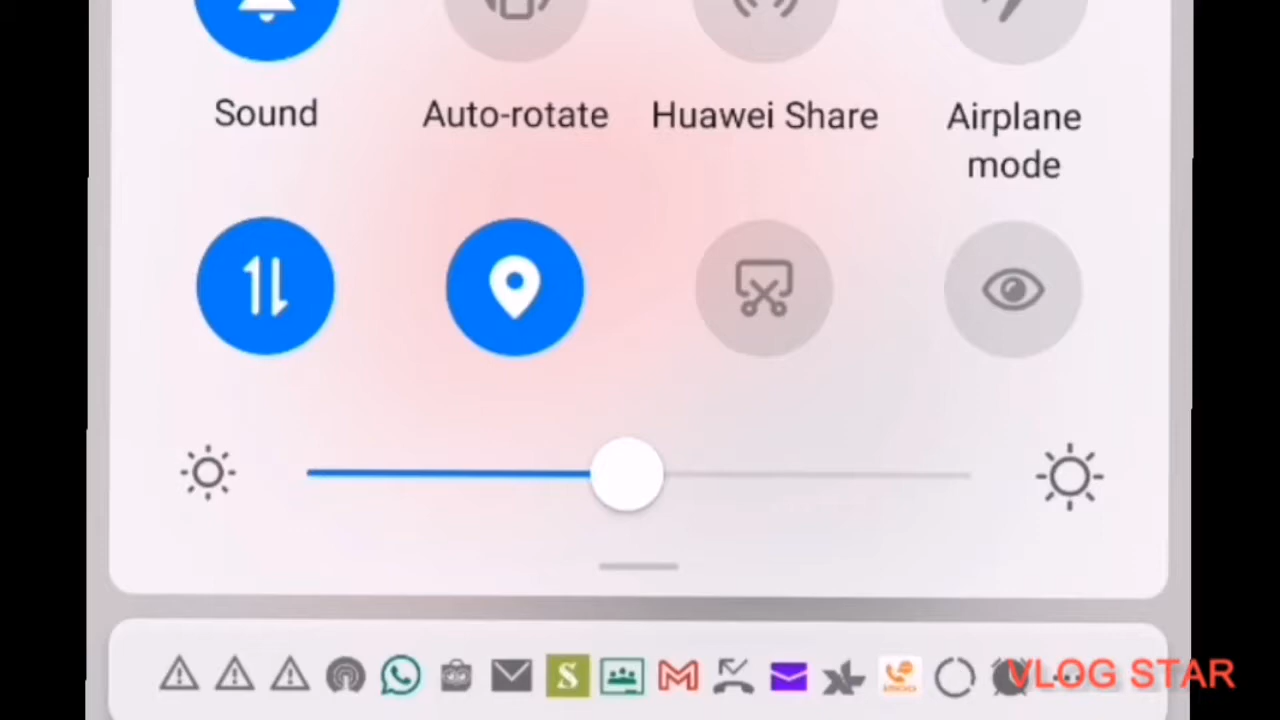 Sound
Auto-rotate
Huawei Share
Airplane
mode
S
VLOG STAR